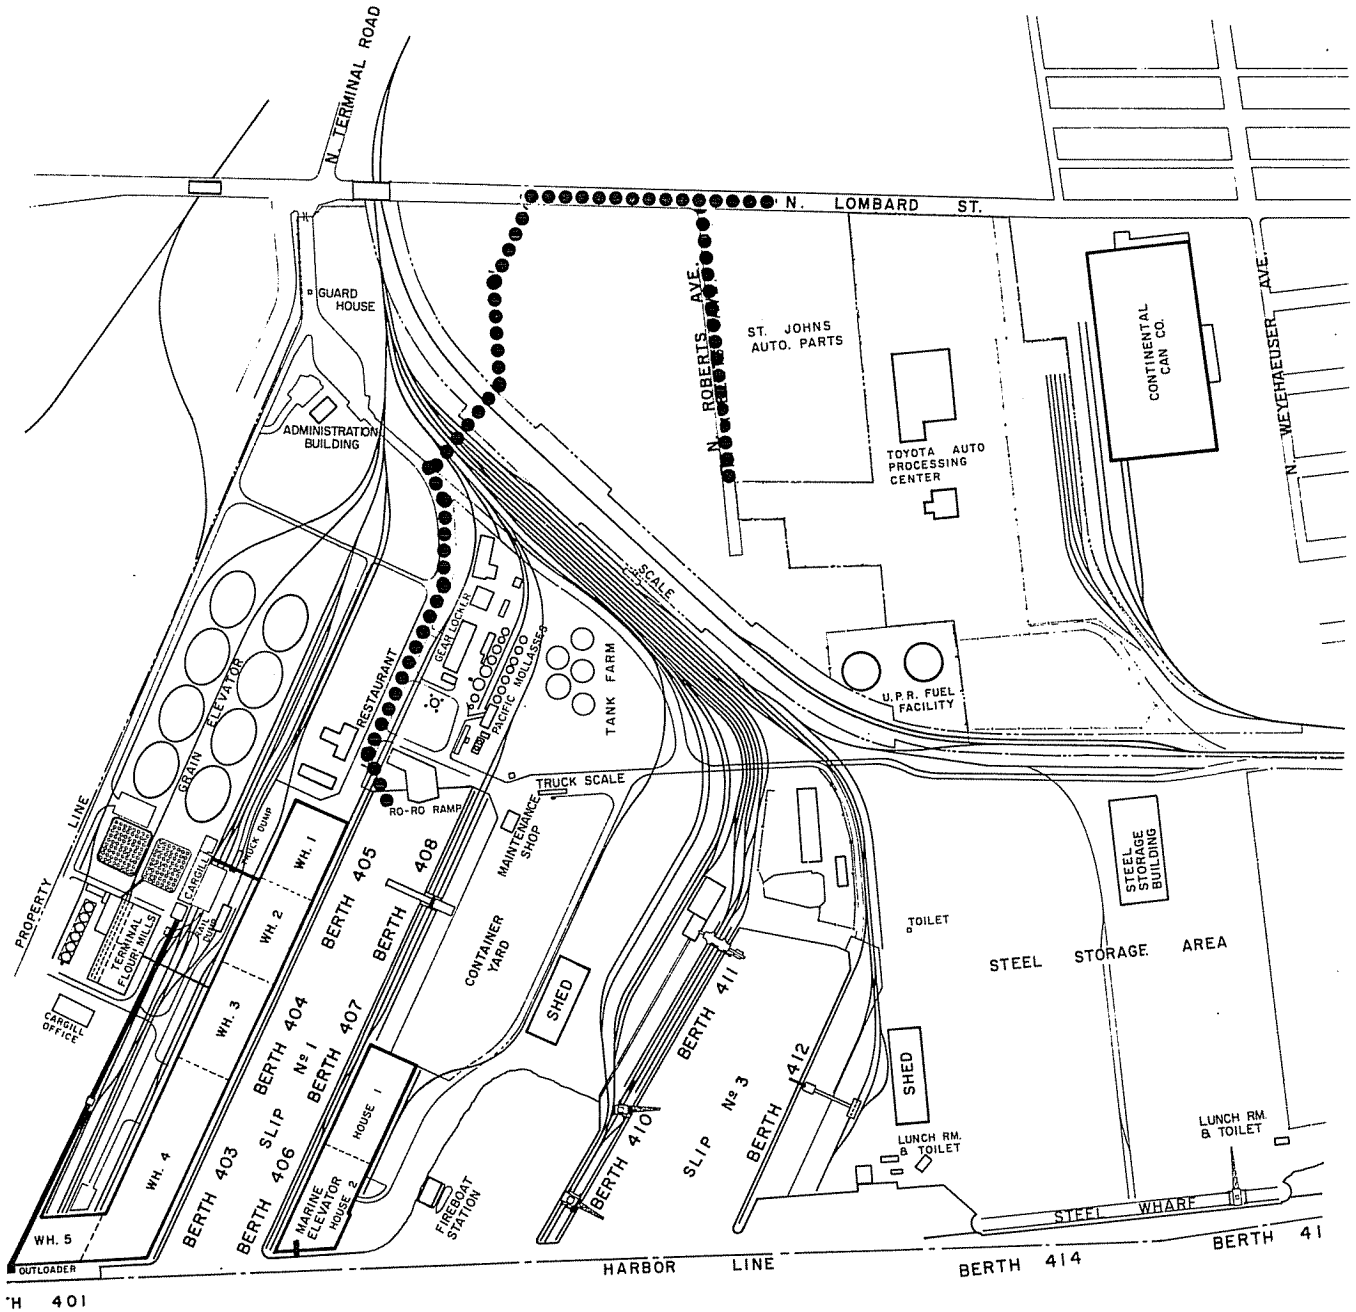 N. TERMINAL ROAD
N. LOMBARD ST.
GUARD
HOUSE
N. ROBERTS AVE.
ST. JOHNS
AUTO. PARTS
CONTINENTAL
CAN CO.
N. WEYEHAEUSER AVE.
ADMINISTRATION
BUILDING
TOYOTA AUTO
PROCESSING
CENTER
SCALE
GEAR LOCKER
PACIFIC MOLLASSES
TANK FARM
GRAIN ELEVATOR
RESTAURANT
U.P.R. FUEL
FACILITY
PROPERTY LINE
TRUCK SCALE
RO-RO RAMP
MAINTENANCE
SHOP
TRUCK DUMP
CARGILL
RAIL
DUMP
TERMINAL
FLOUR MILLS
CARGILL
OFFICE
WH. 1
WH. 2
WH. 3
WH. 4
WH. 5
BERTH 405
BERTH 408
BERTH 404
BERTH 407
SLIP Nº 1
BERTH 403
BERTH 406
CONTAINER
YARD
SHED
STEEL
STORAGE
BUILDING
TOILET
STEEL STORAGE AREA
BERTH 411
BERTH 410
SLIP Nº 3
BERTH 412
SHED
HOUSE 1
MARINE
ELEVATOR
HOUSE 2
FIREBOAT
STATION
LUNCH RM.
& TOILET
LUNCH RM.
& TOILET
STEEL WHARF
OUTLOADER
HARBOR LINE
BERTH 414
BERTH 41
H 401